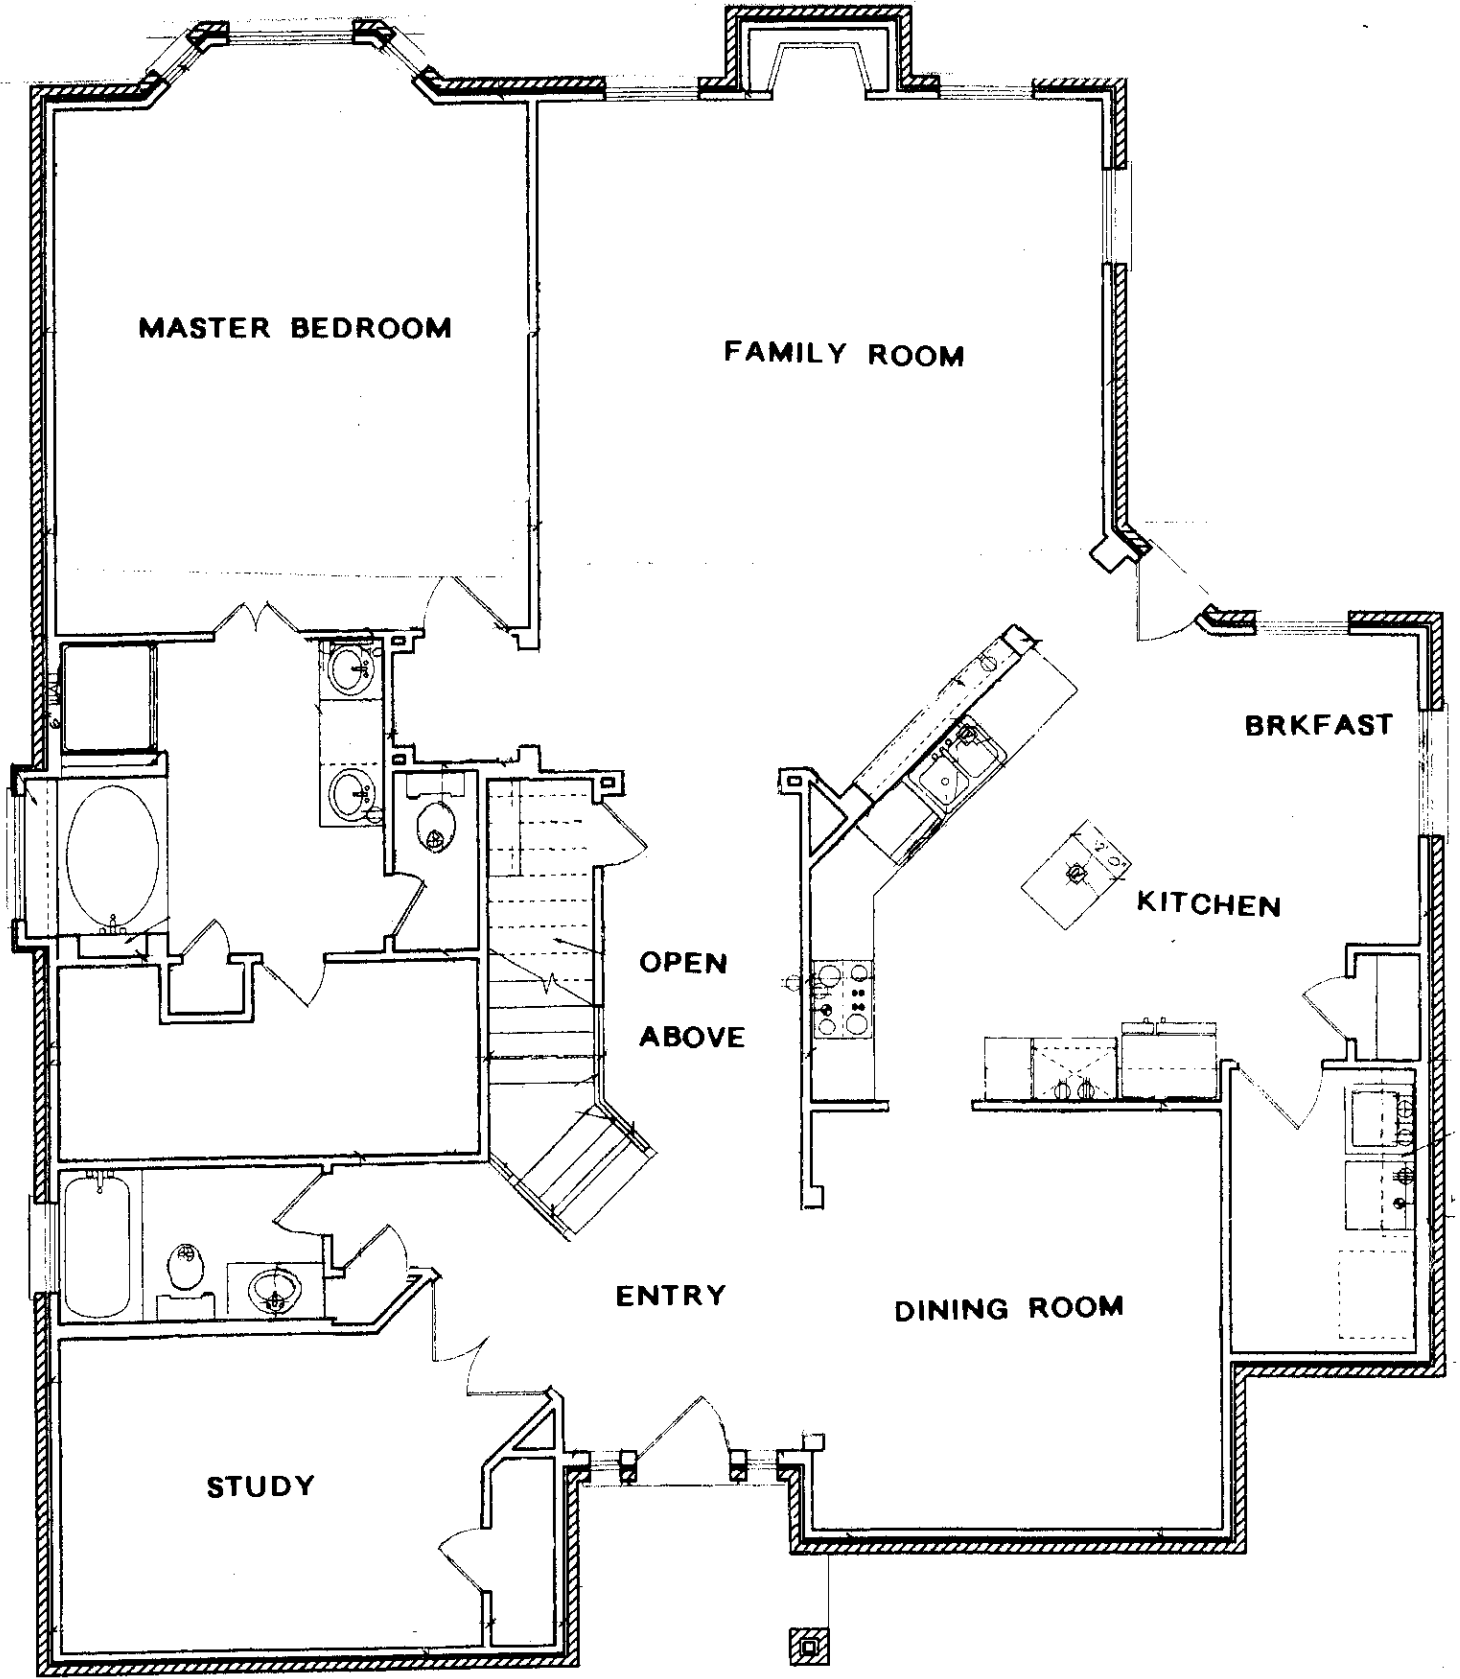 MASTER BEDROOM
FAMILY ROOM
BRKFAST
KITCHEN
OPEN
ABOVE
ENTRY
DINING ROOM
STUDY